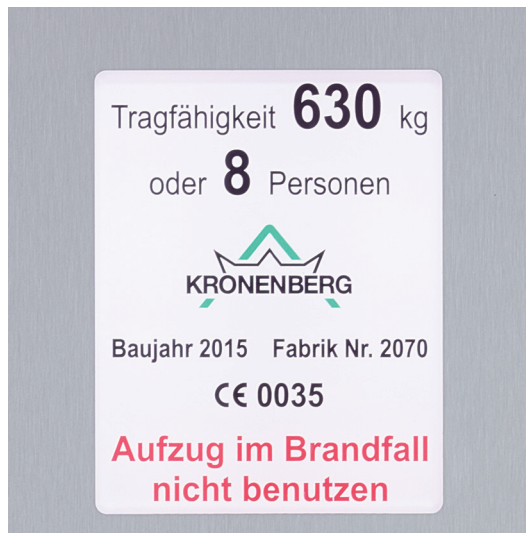 Tragfähigkeit 630 kg
oder 8 Personen
KRONENBERG
Baujahr 2015 Fabrik Nr. 2070
CE 0035
Aufzug im Brandfall
nicht benutzen